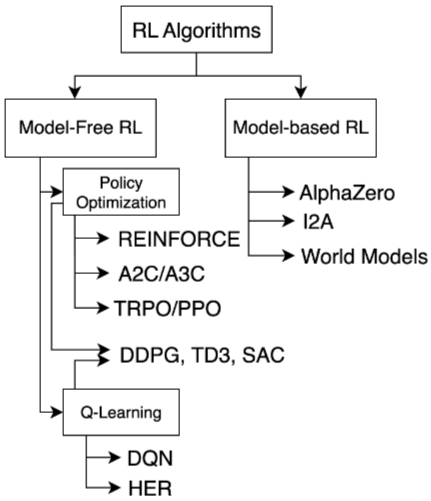 RL Algorithms
Model-Free RL
Model-based RL
Policy
Optimization
AlphaZero
I2A
World Models
REINFORCE
A2C/A3C
TRPO/PPO
DDPG, TD3, SAC
Q-Learning
DQN
HER